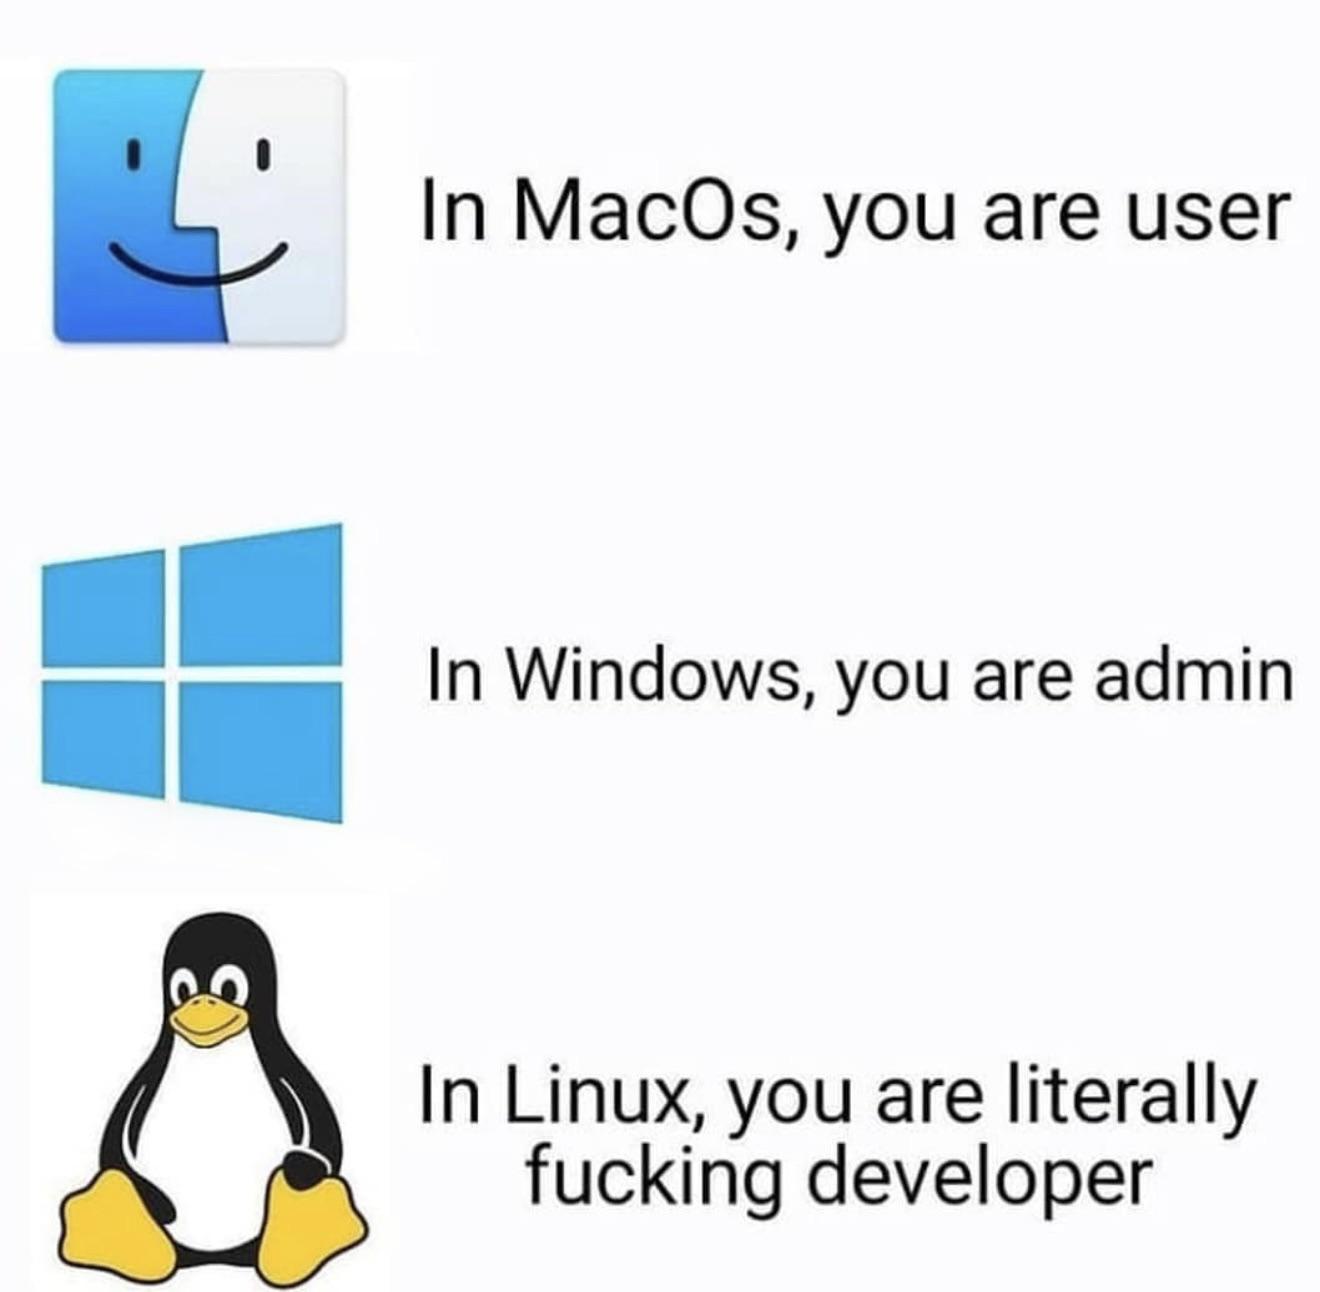 In MacOs, you are user
In Windows, you are admin
In Linux, you are literally
fucking developer